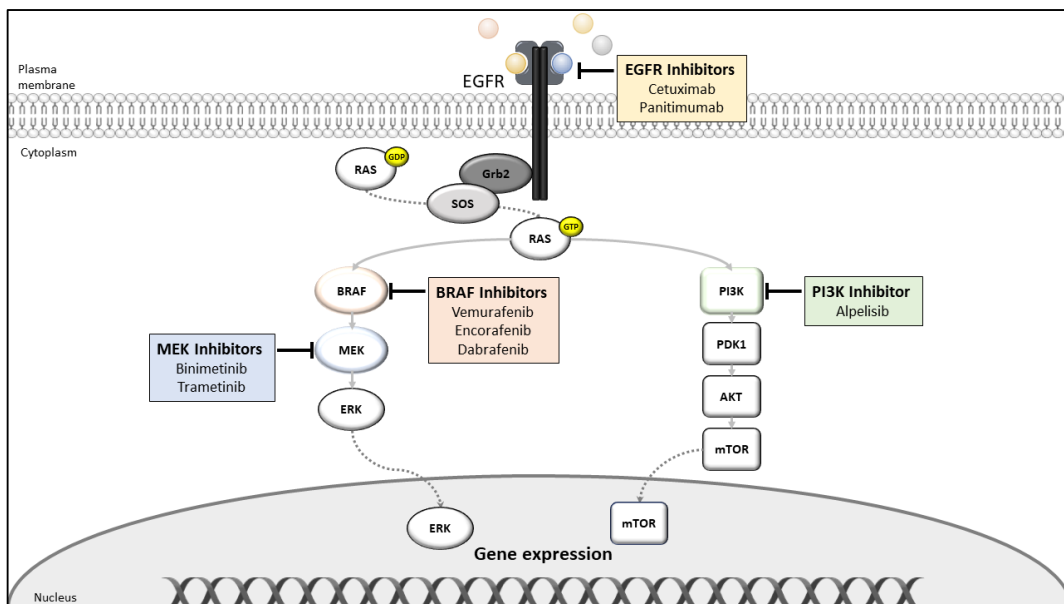 Plasma
membrane
EGFR
EGFR Inhibitors
Cetuximab
Panitimumab
Cytoplasm
RAS
GDP
Grb2
SOS
RAS
GTP
BRAF
BRAF Inhibitors
Vemurafenib
Encorafenib
Dabrafenib
PI3K
PI3K Inhibitor
Alpelisib
MEK Inhibitors
Binimetinib
Trametinib
MEK
PDK1
ERK
AKT
mTOR
ERK
mTOR
Gene expression
Nucleus